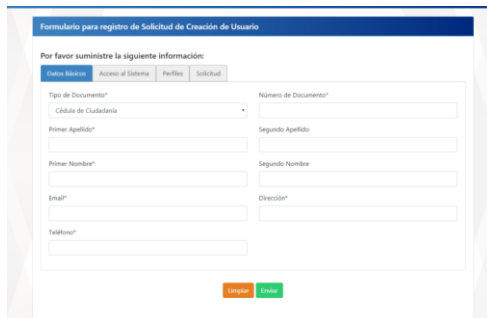 Formulario para registro de Solicitud de Creación de Usuario
Por favor suministre la siguiente información:
Datos Básicos Acceso al Sistema Perfiles Solicitud
Tipo de Documento* Número de Documento*
Cédula de Ciudadanía
Primer Apellido* Segundo Apellido
Primer Nombre* Segundo Nombre
Email* Dirección*
Teléfono*
Limpiar Enviar